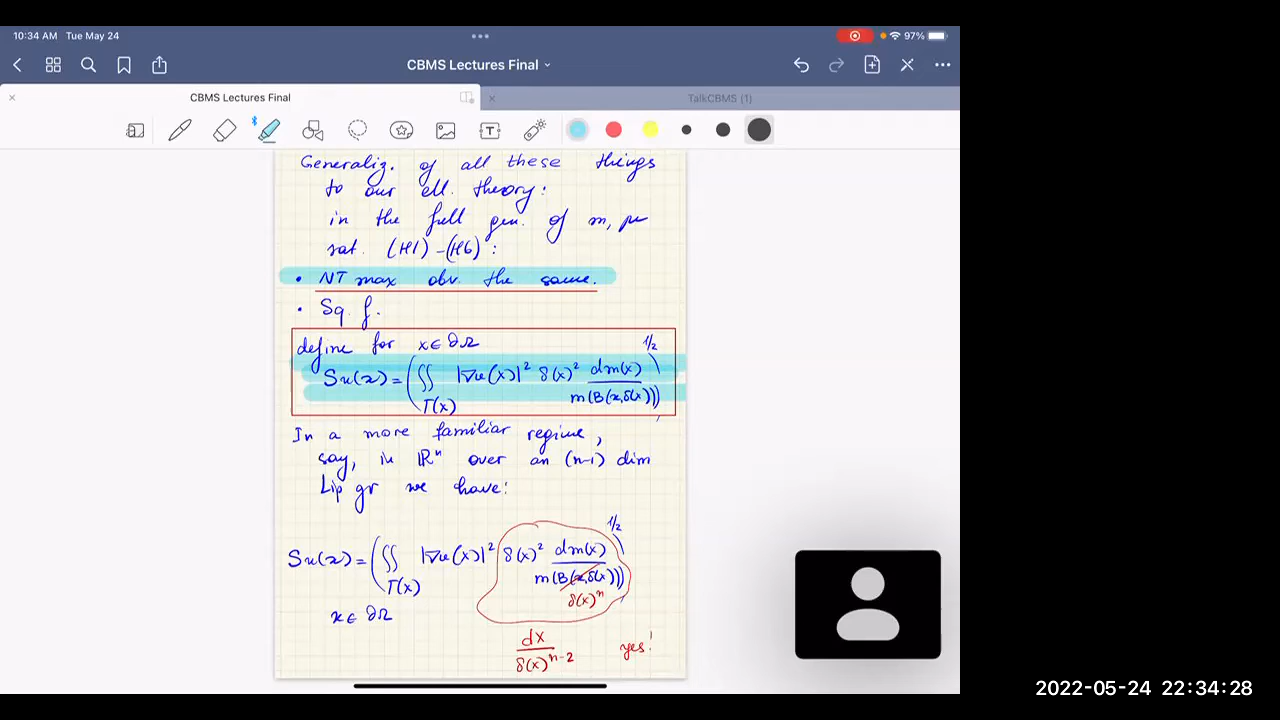 10:34 AM Tue May 24
97%
CBMS Lectures Final
CBMS Lectures Final
TalkCBMS (1)
Generaliz. of all these things
to our ell. theory:
in the full gen. of m, μ
sat. (H1) - (H6) :
• NT max obv. the same.
• Sq f.
define for x ∈ ∂Ω
Su(x) = ( ∬_{Γ(x)} |∇u(X)|² δ(X)² dm(X) / m(B(x,δ(X))) )^{1/2}
In a more familiar regime,
say, in ℝⁿ over an (n-1) dim
Lip gr we have:
Su(x) = ( ∬_{Γ(x)} |∇u(X)|² δ(X)² dm(X) / m(B(x,δ(X))) )^{1/2}
δ(X)ⁿ
x ∈ ∂Ω
dX / δ(X)^{n-2} yes!
2022-05-24 22:34:28